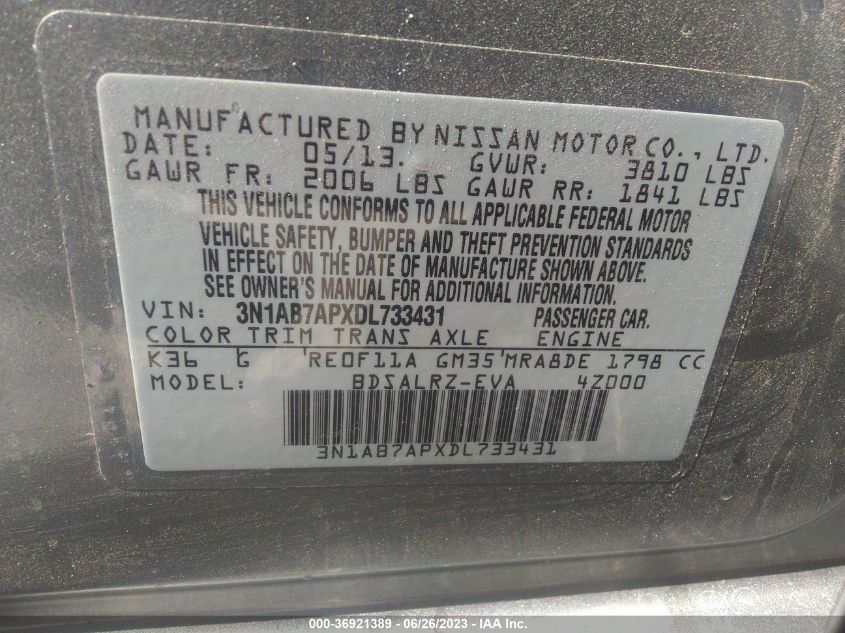 MANUFACTURED BY NISSAN MOTOR CO., LTD.
DATE: 05/13. GVWR: 3810 LBS
GAWR FR: 2006 LBS GAWR RR: 1841 LBS
THIS VEHICLE CONFORMS TO ALL APPLICABLE FEDERAL MOTOR
VEHICLE SAFETY, BUMPER AND THEFT PREVENTION STANDARDS
IN EFFECT ON THE DATE OF MANUFACTURE SHOWN ABOVE.
SEE OWNER'S MANUAL FOR ADDITIONAL INFORMATION.
VIN: 3N1AB7APXDL733431 PASSENGER CAR.
COLOR TRIM TRANS AXLE ENGINE
K36 G RE0F11A GM35 MRA8DE 1798 CC
MODEL: BDSALRZ-EVA 4Z000
3N1AB7APXDL733431
000-36921389 - 06/26/2023 - © Copyright 2023, IAA, Inc.